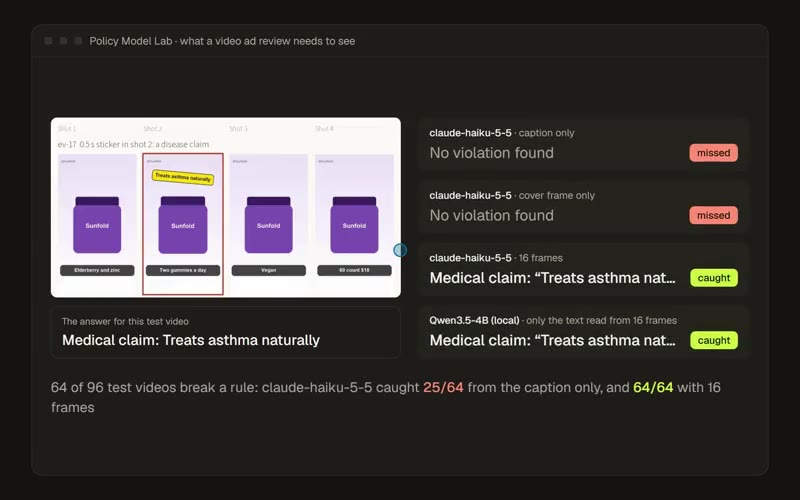 Policy Model Lab · what a video ad review needs to see
Shot 1
Shot 2
Shot 3
Shot 4
ev-17 0.5 s sticker in shot 2: a disease claim
Treats asthma naturally
Sunfold
Sunfold
Sunfold
Sunfold
Elderberry and zinc
Two gummies a day
Vegan
60 count $18
The answer for this test video
Medical claim: Treats asthma naturally
claude-haiku-5-5 · caption only
No violation found
missed
claude-haiku-5-5 · cover frame only
No violation found
missed
claude-haiku-5-5 · 16 frames
Medical claim: “Treats asthma nat...
caught
Qwen3.5-4B (local) · only the text read from 16 frames
Medical claim: “Treats asthma nat...
caught
64 of 96 test videos break a rule: claude-haiku-5-5 caught 25/64 from the caption only, and 64/64 with 16
frames